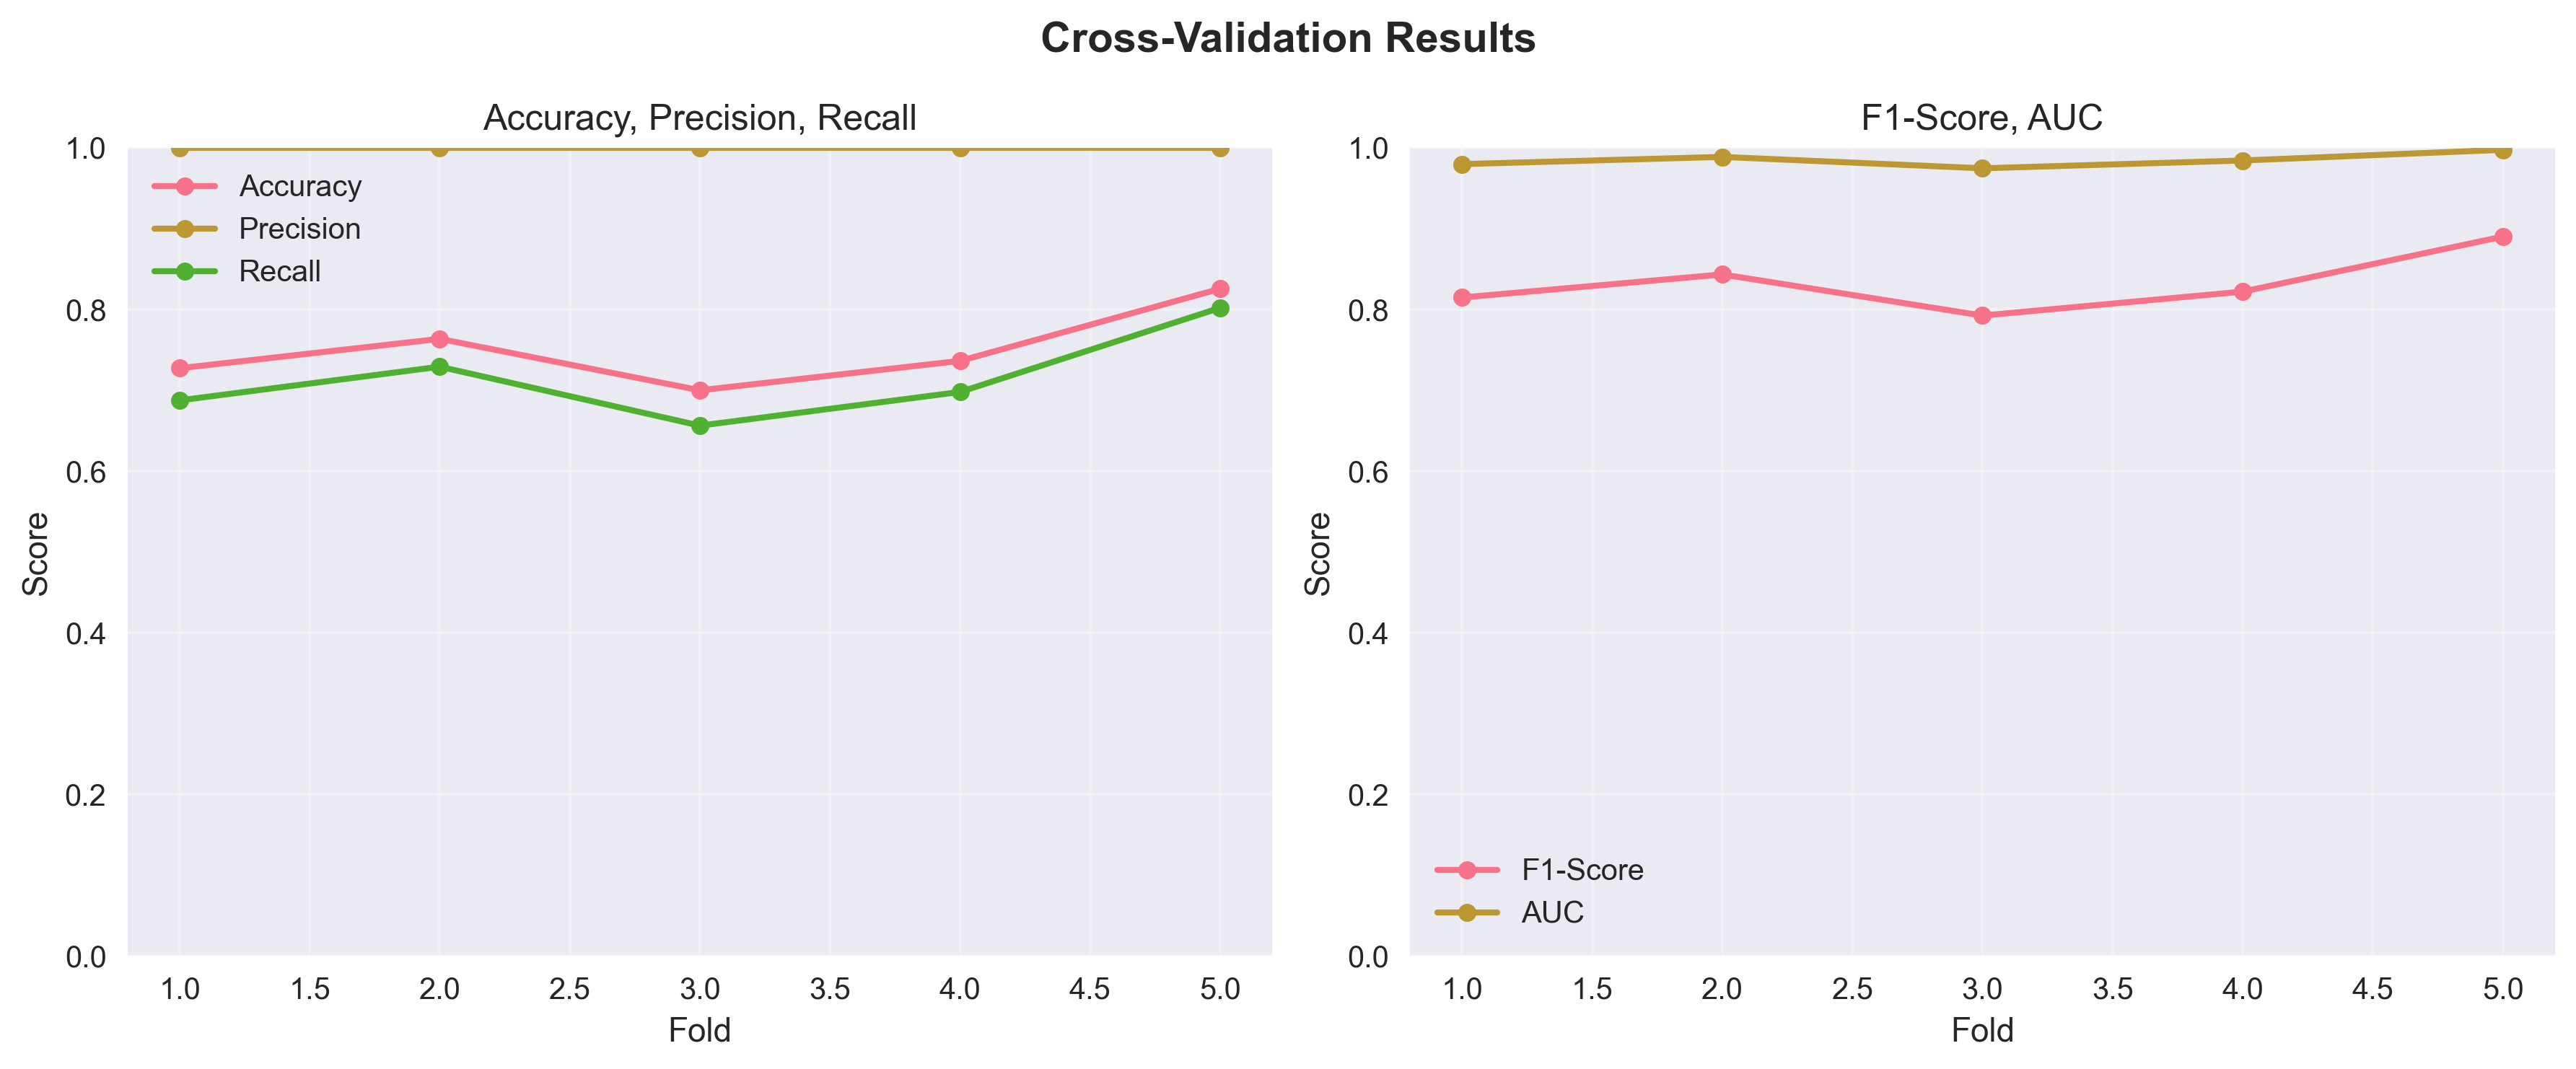 Cross-Validation Results
Accuracy, Precision, Recall
1.0
0.8
0.6
0.4
0.2
0.0
Score
Accuracy
Precision
Recall
1.0 1.5 2.0 2.5 3.0 3.5 4.0 4.5 5.0
Fold
F1-Score, AUC
1.0
0.8
0.6
0.4
0.2
0.0
Score
F1-Score
AUC
1.0 1.5 2.0 2.5 3.0 3.5 4.0 4.5 5.0
Fold